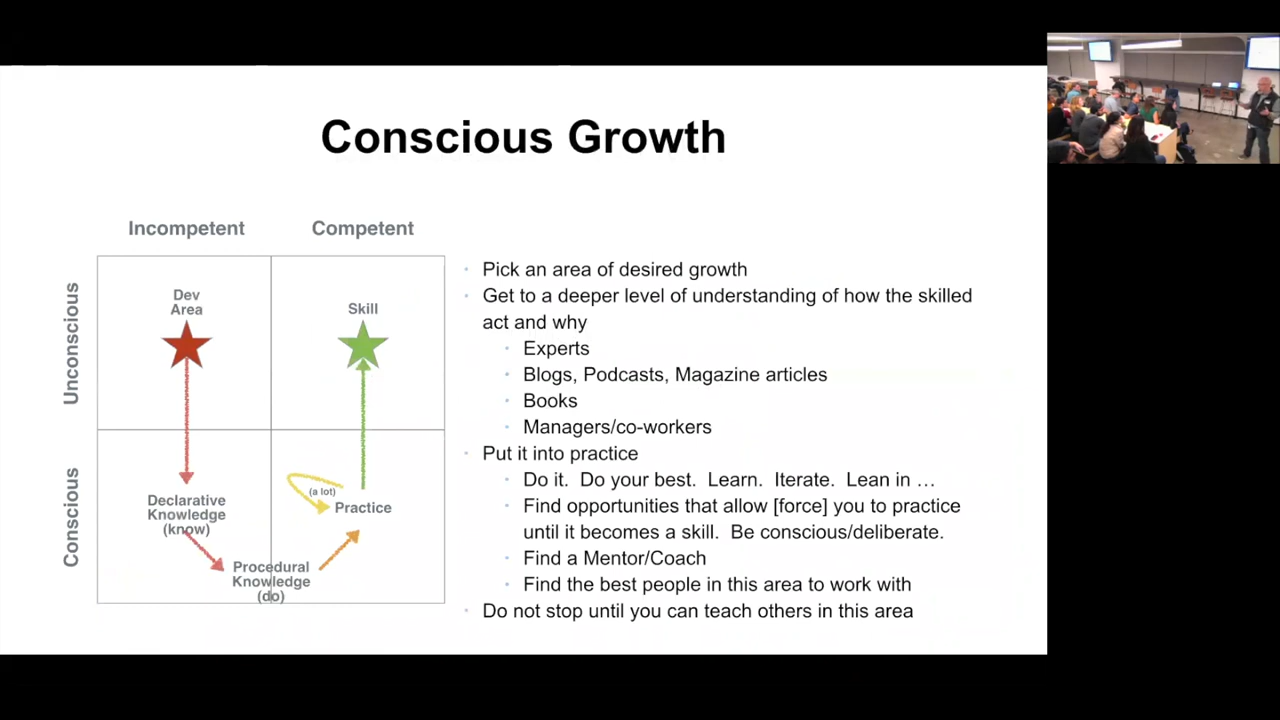 Conscious Growth
Incompetent
Competent
Unconscious
Conscious
Dev
Area
Skill
Declarative
Knowledge
(know)
Procedural
Knowledge
(do)
(a lot)
Practice
Pick an area of desired growth
Get to a deeper level of understanding of how the skilled
act and why
Experts
Blogs, Podcasts, Magazine articles
Books
Managers/co-workers
Put it into practice
Do it. Do your best. Learn. Iterate. Lean in …
Find opportunities that allow [force] you to practice
until it becomes a skill. Be conscious/deliberate.
Find a Mentor/Coach
Find the best people in this area to work with
Do not stop until you can teach others in this area